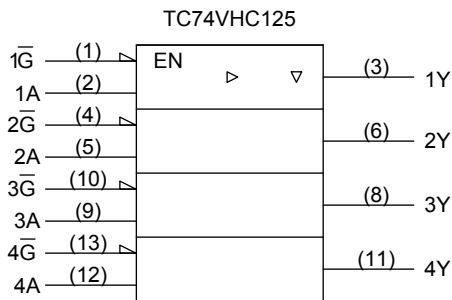 TC74VHC125
1G̅ (1) EN
1A (2) (3) 1Y
2G̅ (4)
2A (5) (6) 2Y
3G̅ (10)
3A (9) (8) 3Y
4G̅ (13)
4A (12) (11) 4Y